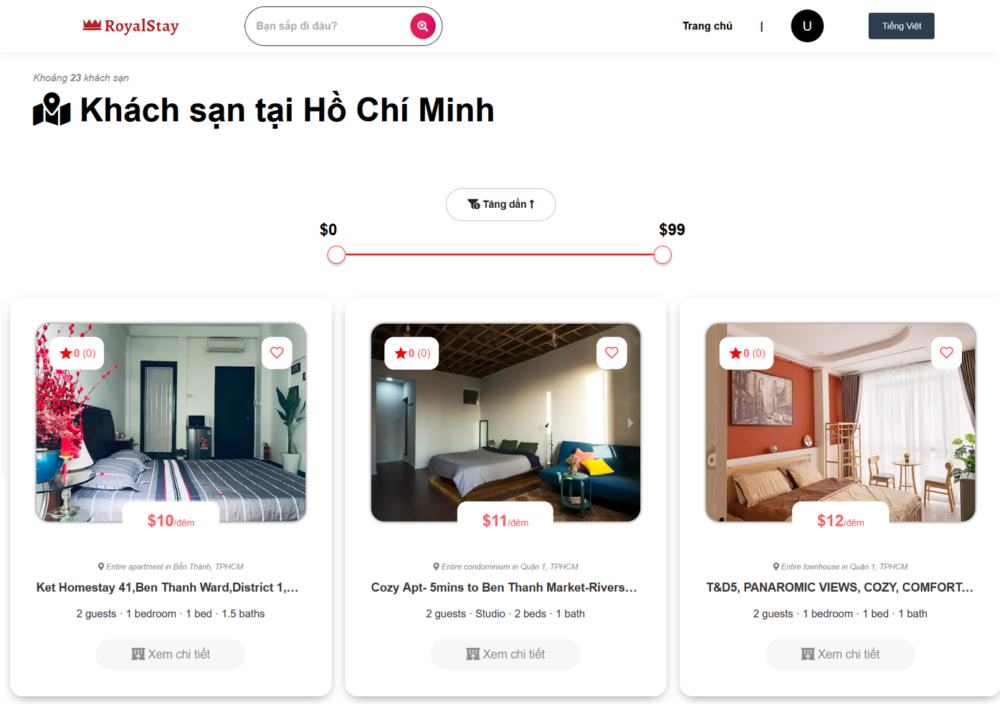 RoyalStay
Bạn sắp đi đâu?
Trang chủ
|
U
Tiếng Việt
Khoảng 23 khách sạn
Khách sạn tại Hồ Chí Minh
Tăng dần
$0
$99
0 (0)
$10/đêm
Entire apartment in Bến Thành, TPHCM
Ket Homestay 41,Ben Thanh Ward,District 1,...
2 guests · 1 bedroom · 1 bed · 1.5 baths
Xem chi tiết
0 (0)
$11/đêm
Entire condominium in Quận 1, TPHCM
Cozy Apt- 5mins to Ben Thanh Market-Rivers...
2 guests · Studio · 2 beds · 1 bath
Xem chi tiết
0 (0)
$12/đêm
Entire townhouse in Quận 1, TPHCM
T&D5, PANAROMIC VIEWS, COZY, COMFORT...
2 guests · 1 bedroom · 1 bed · 1 bath
Xem chi tiết